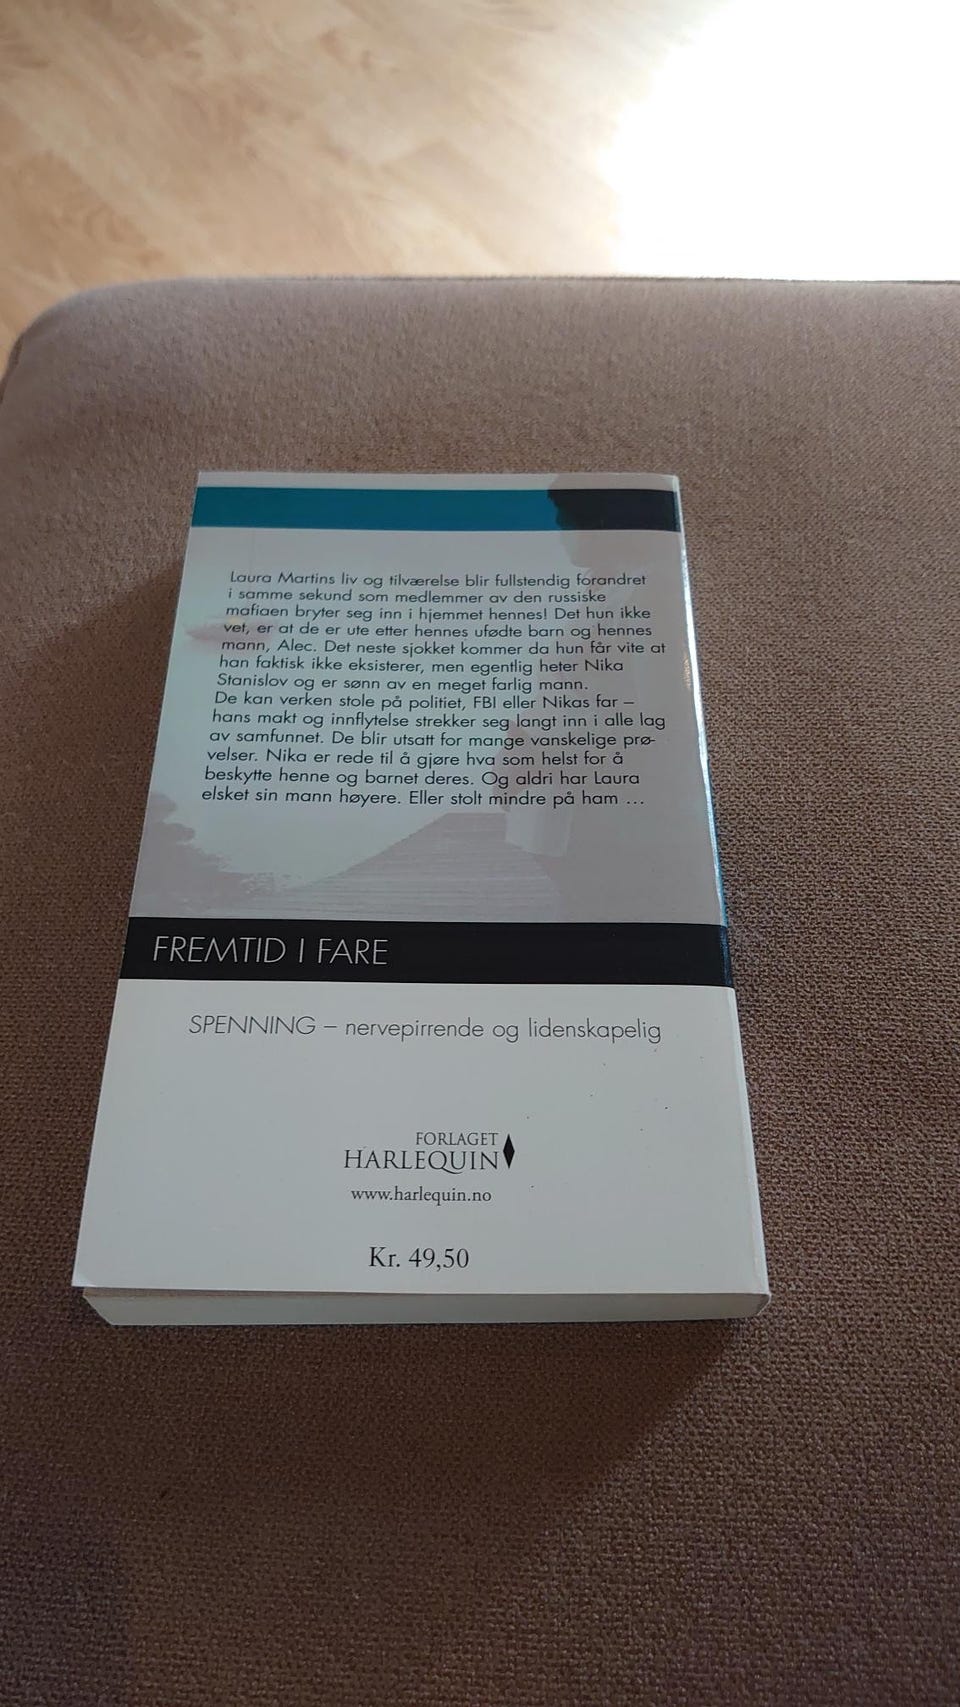 Laura Martins liv og tilværelse blir fullstendig forandret
i samme sekund som medlemmer av den russiske
mafiaen bryter seg inn i hjemmet hennes! Det hun ikke
vet, er at de er ute etter hennes ufødte barn og hennes
mann, Alec. Det neste sjokket kommer da hun får vite at
han faktisk ikke eksisterer, men egentlig heter Nika
Stanislov og er sønn av en meget farlig mann.
De kan verken stole på politiet, FBI eller Nikas far –
hans makt og innflytelse strekker seg langt inn i alle lag
av samfunnet. De blir utsatt for mange vanskelige prø-
velser. Nika er rede til å gjøre hva som helst for å
beskytte henne og barnet deres. Og aldri har Laura
elsket sin mann høyere. Eller stolt mindre på ham ...
FREMTID I FARE
SPENNING – nervepirrende og lidenskapelig
FORLAGET
HARLEQUIN
www.harlequin.no
Kr. 49,50